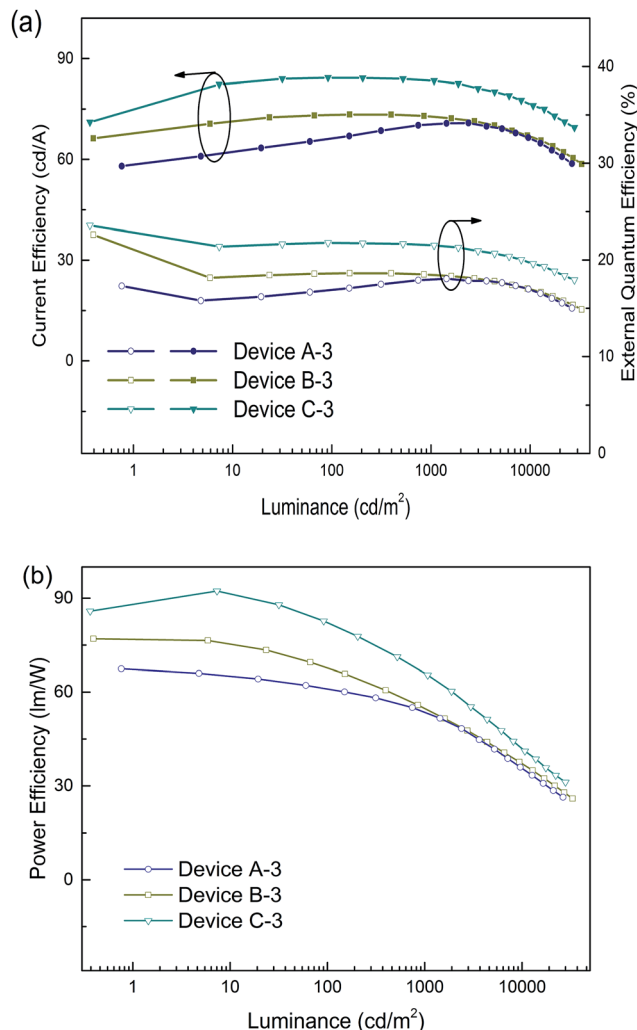 (a)
90
60
30
0
Current Efficiency (cd/A)
40
30
20
10
0
External Quantum Efficiency (%)
Device A-3
Device B-3
Device C-3
1 10 100 1000 10000
Luminance (cd/m²)
(b)
90
60
30
0
Power Efficiency (lm/W)
Device A-3
Device B-3
Device C-3
1 10 100 1000 10000
Luminance (cd/m²)